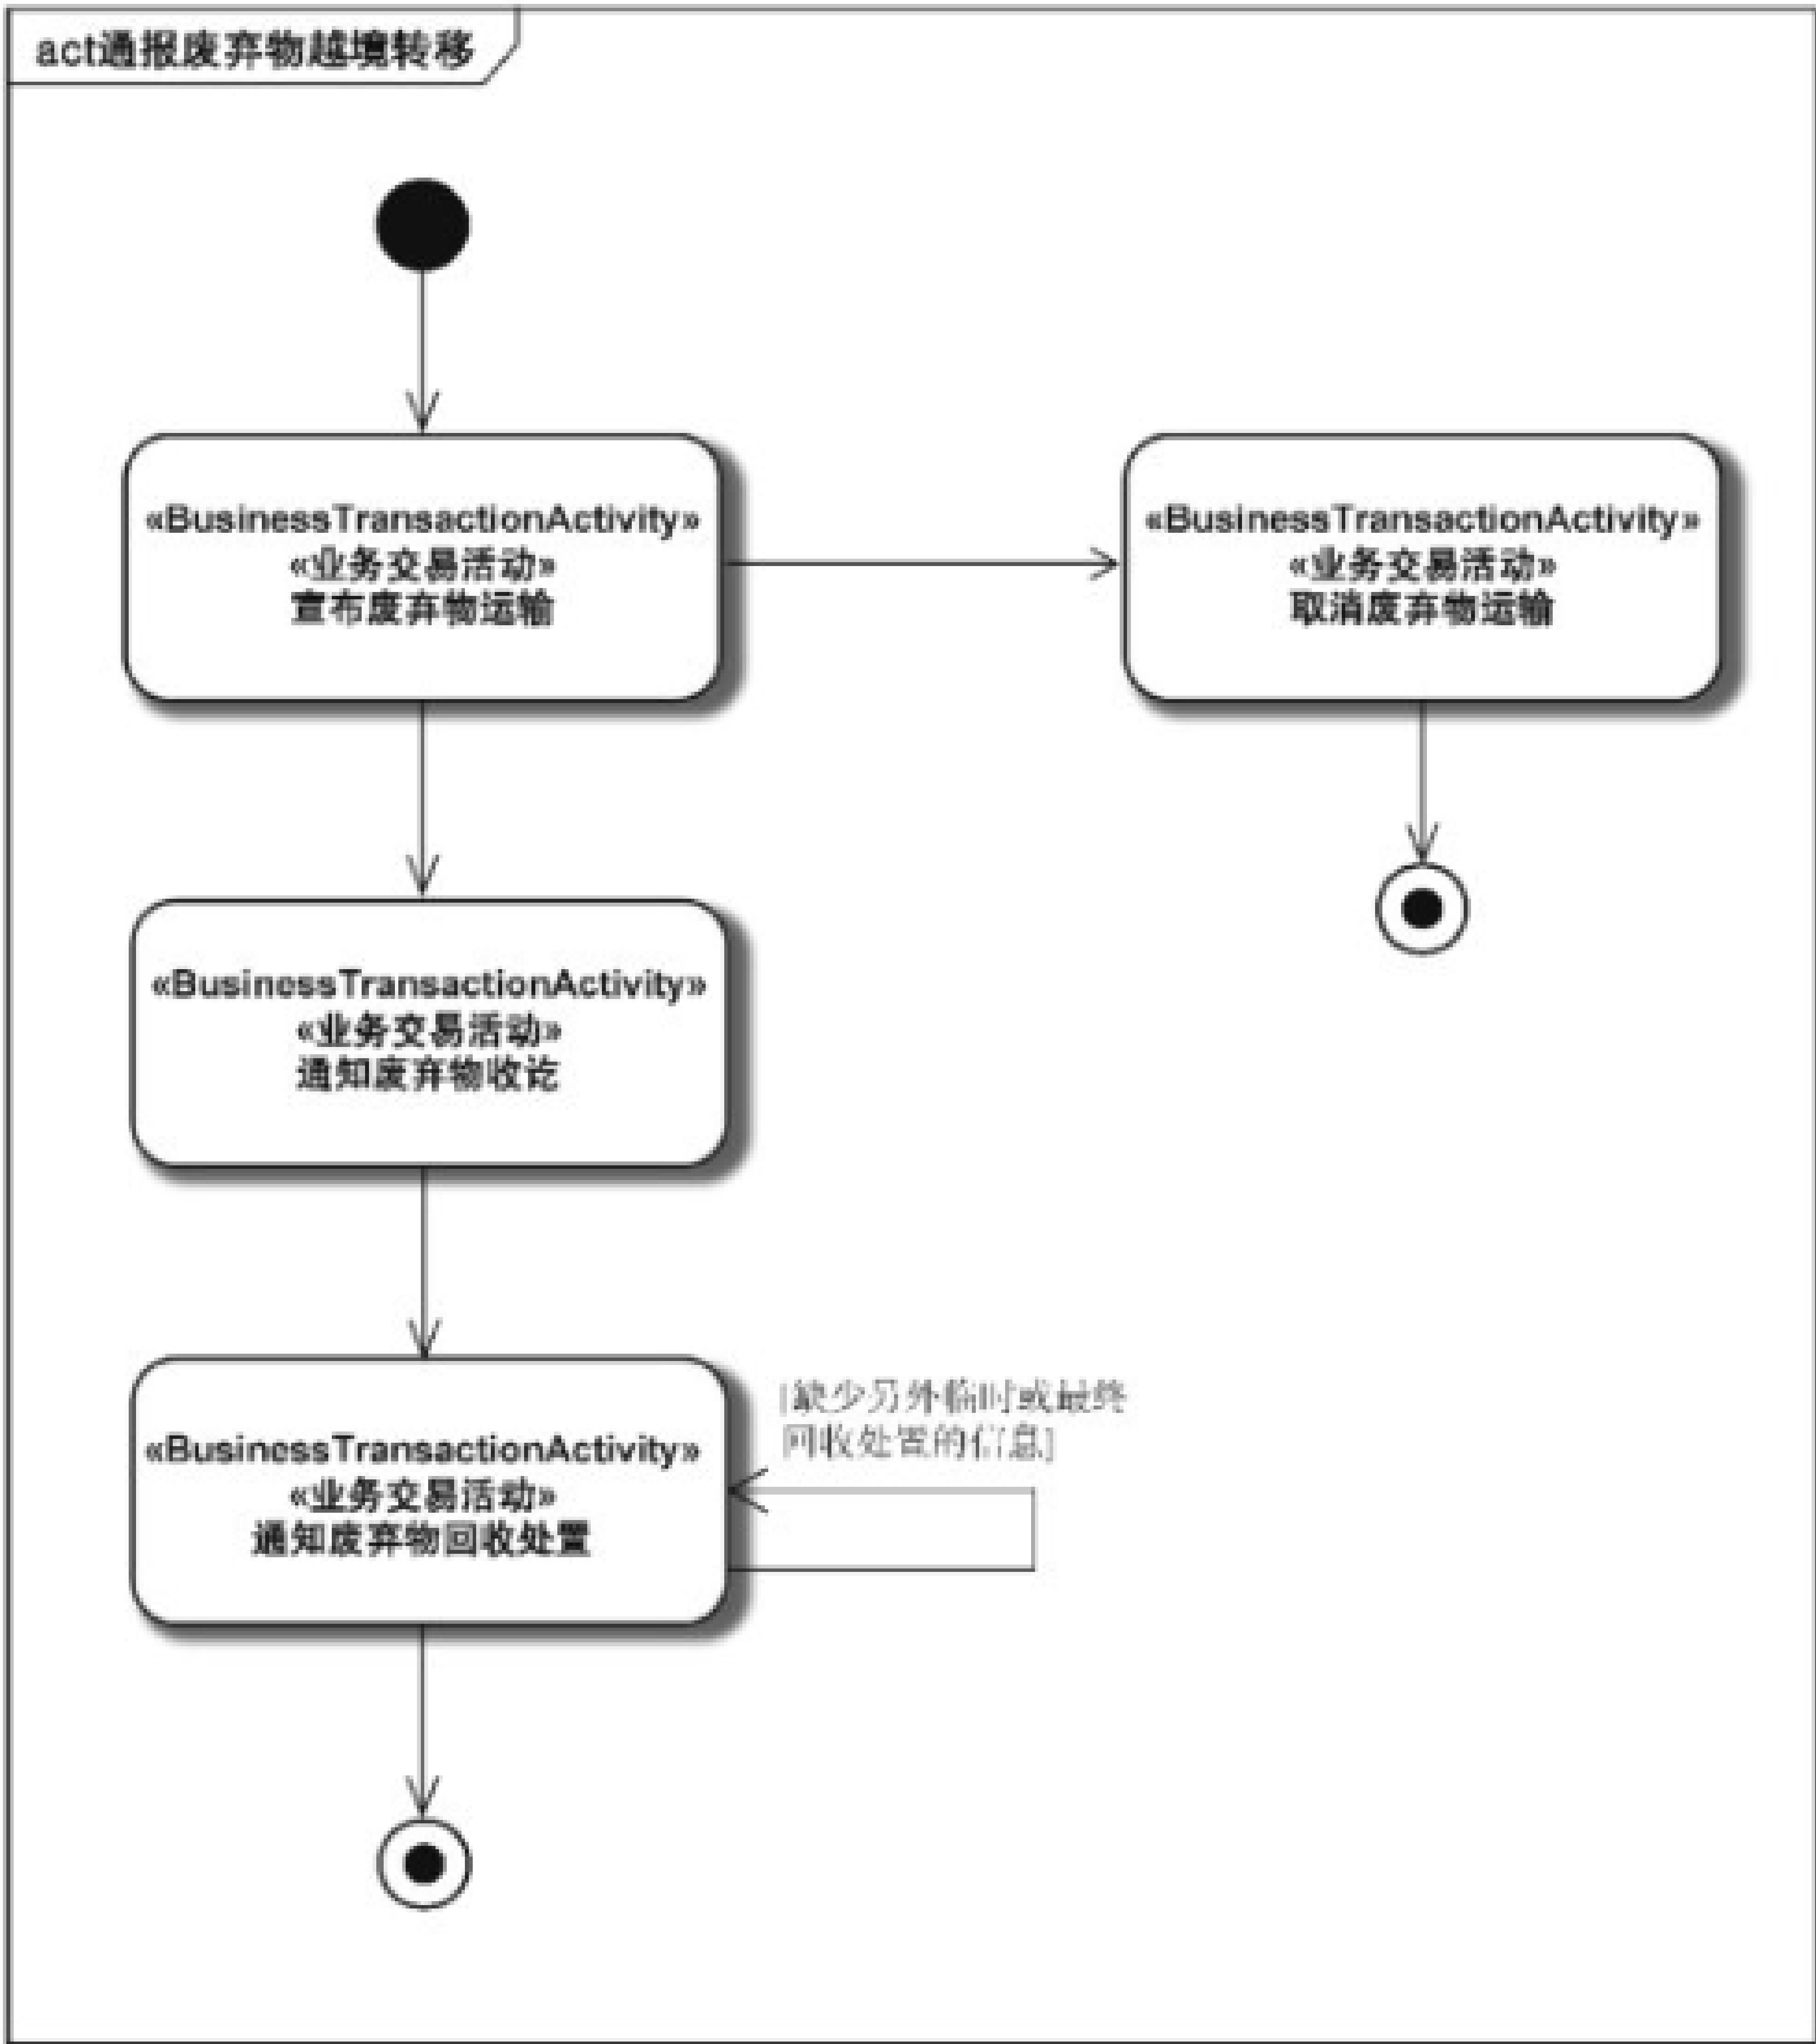 act通报废弃物越境转移
«BusinessTransactionActivity»
«业务交易活动»
宣布废弃物运输
«BusinessTransactionActivity»
«业务交易活动»
取消废弃物运输
«BusinessTransactionActivity»
«业务交易活动»
通知废弃物收讫
«BusinessTransactionActivity»
«业务交易活动»
通知废弃物回收处置
[缺少另外临时或最终
回收处置的信息]